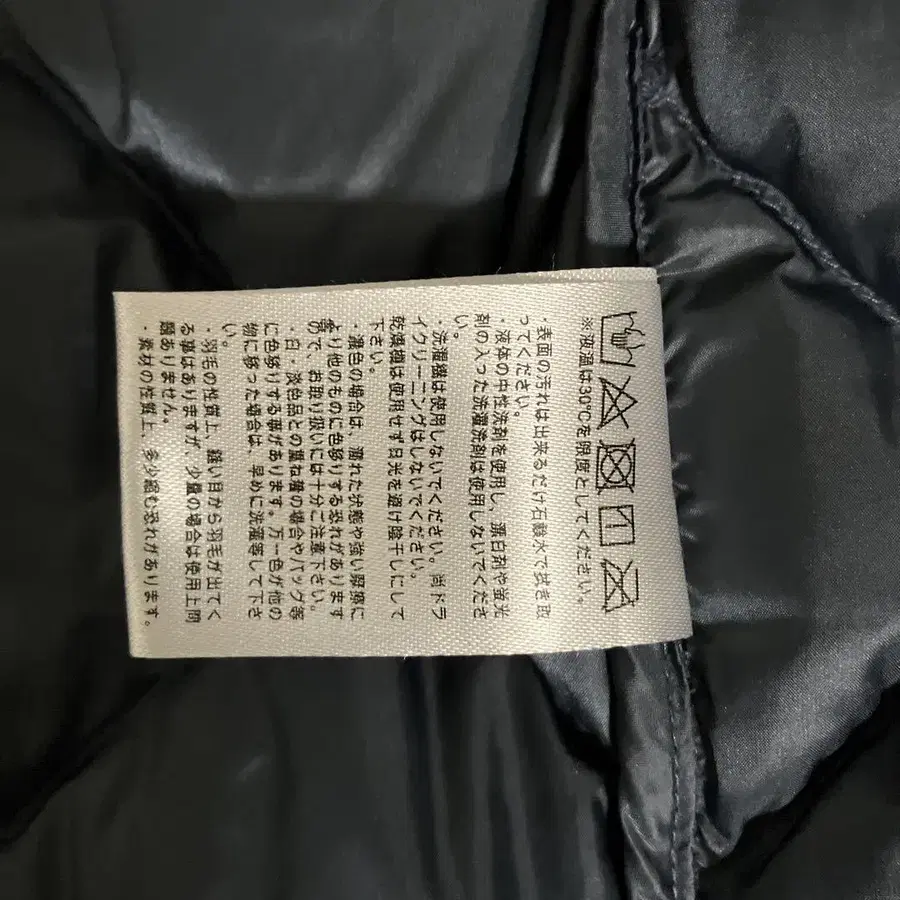 ※液温は30℃を限度としてください。
・表面の汚れは出来るだけ石鹸水で拭き取
ってください。
・液体の中性洗剤を使用し、漂白剤や蛍光
剤の入った洗濯洗剤は使用しないでくださ
い。
・洗濯機は使用しないでください。尚ドラ
イクリーニングはしないでください。
乾燥機は使用せず日光を避け陰干しにして
下さい。
・濃色の場合は、濡れた状態や強い摩擦に
より他のものに色移りする恐れがあります
ので、お取り扱いには十分ご注意下さい。
・白・淡色品との重ね着の場合やバッグ等
に色移りする事があります。万一色が他の
物に移った場合は、早めに洗濯等して下さ
い。
・羽毛の性質上、縫い目から羽毛が出てく
る事はありますが、少量の場合は使用上問
題ありません。
・素材の性質上、多少縮む恐れがあります。